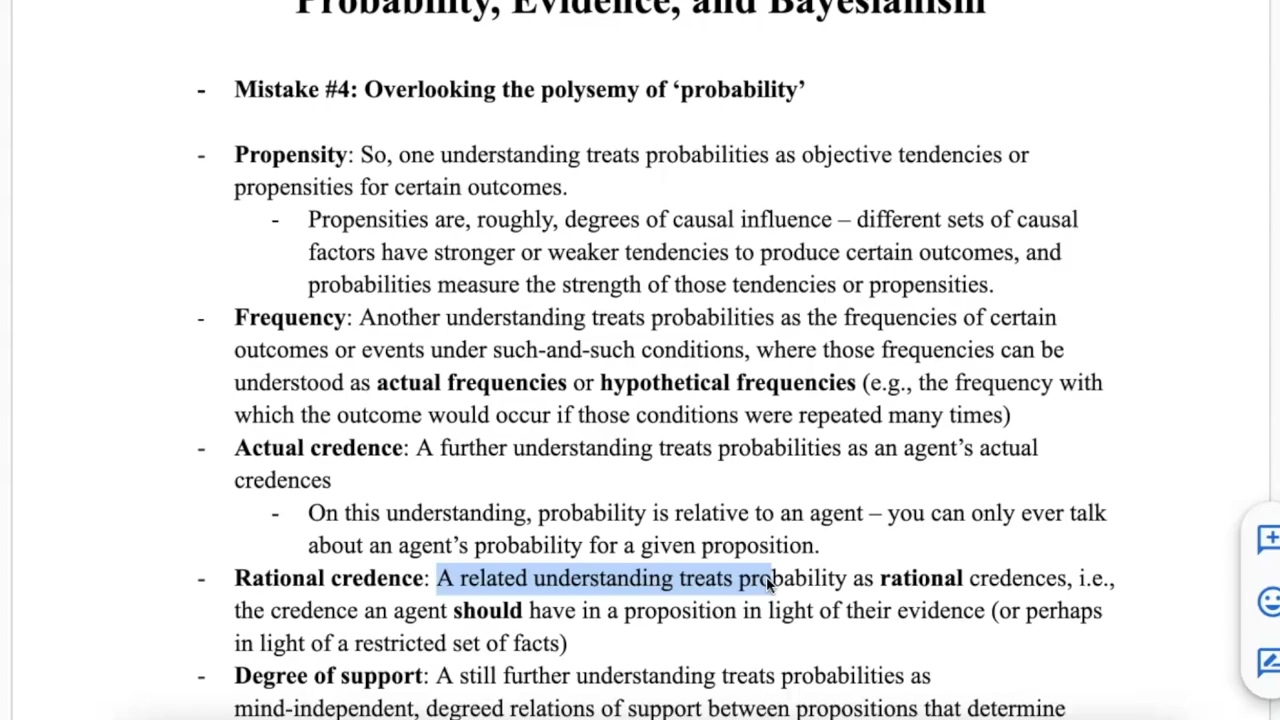 Probability, Evidence, and Bayesianism
- Mistake #4: Overlooking the polysemy of ‘probability’
- Propensity: So, one understanding treats probabilities as objective tendencies or
propensities for certain outcomes.
- Propensities are, roughly, degrees of causal influence – different sets of causal
factors have stronger or weaker tendencies to produce certain outcomes, and
probabilities measure the strength of those tendencies or propensities.
- Frequency: Another understanding treats probabilities as the frequencies of certain
outcomes or events under such-and-such conditions, where those frequencies can be
understood as actual frequencies or hypothetical frequencies (e.g., the frequency with
which the outcome would occur if those conditions were repeated many times)
- Actual credence: A further understanding treats probabilities as an agent’s actual
credences
- On this understanding, probability is relative to an agent – you can only ever talk
about an agent’s probability for a given proposition.
- Rational credence: A related understanding treats probability as rational credences, i.e.,
the credence an agent should have in a proposition in light of their evidence (or perhaps
in light of a restricted set of facts)
- Degree of support: A still further understanding treats probabilities as
mind-independent, degreed relations of support between propositions that determine